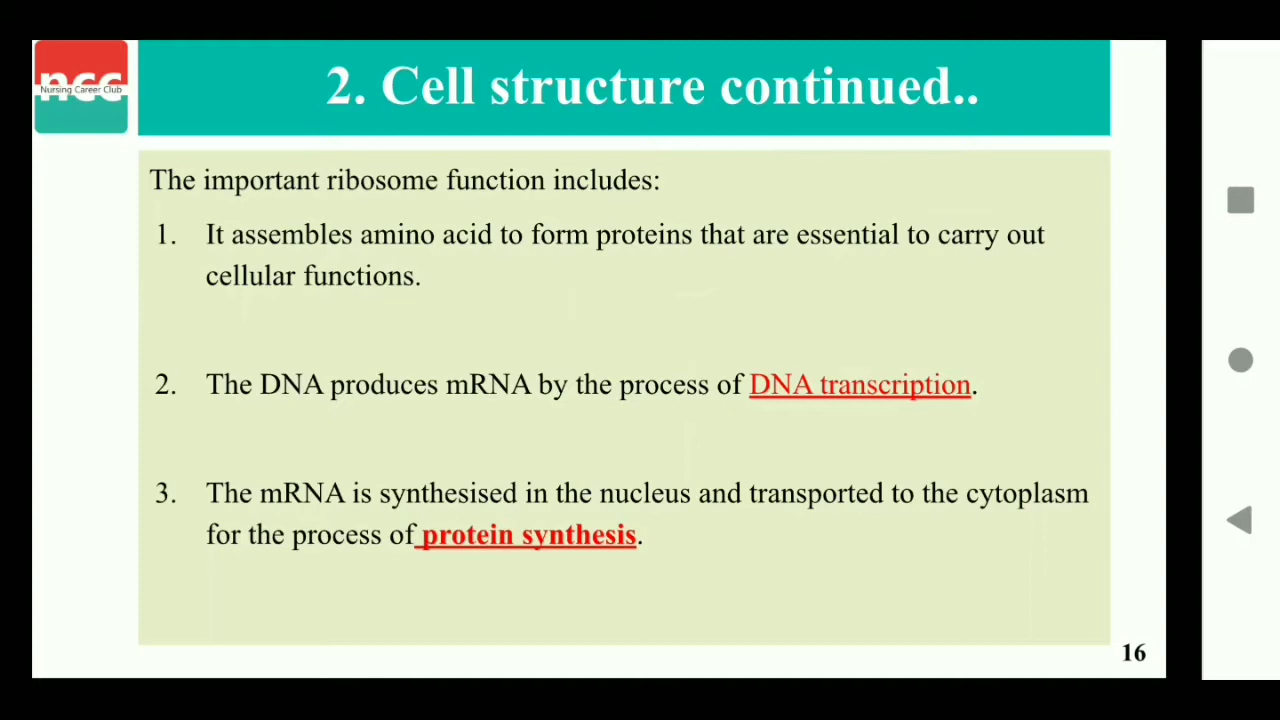 ncc
Nursing Career Club
2. Cell structure continued..
The important ribosome function includes:
1. It assembles amino acid to form proteins that are essential to carry out
cellular functions.
2. The DNA produces mRNA by the process of DNA transcription.
3. The mRNA is synthesised in the nucleus and transported to the cytoplasm
for the process of protein synthesis.
16